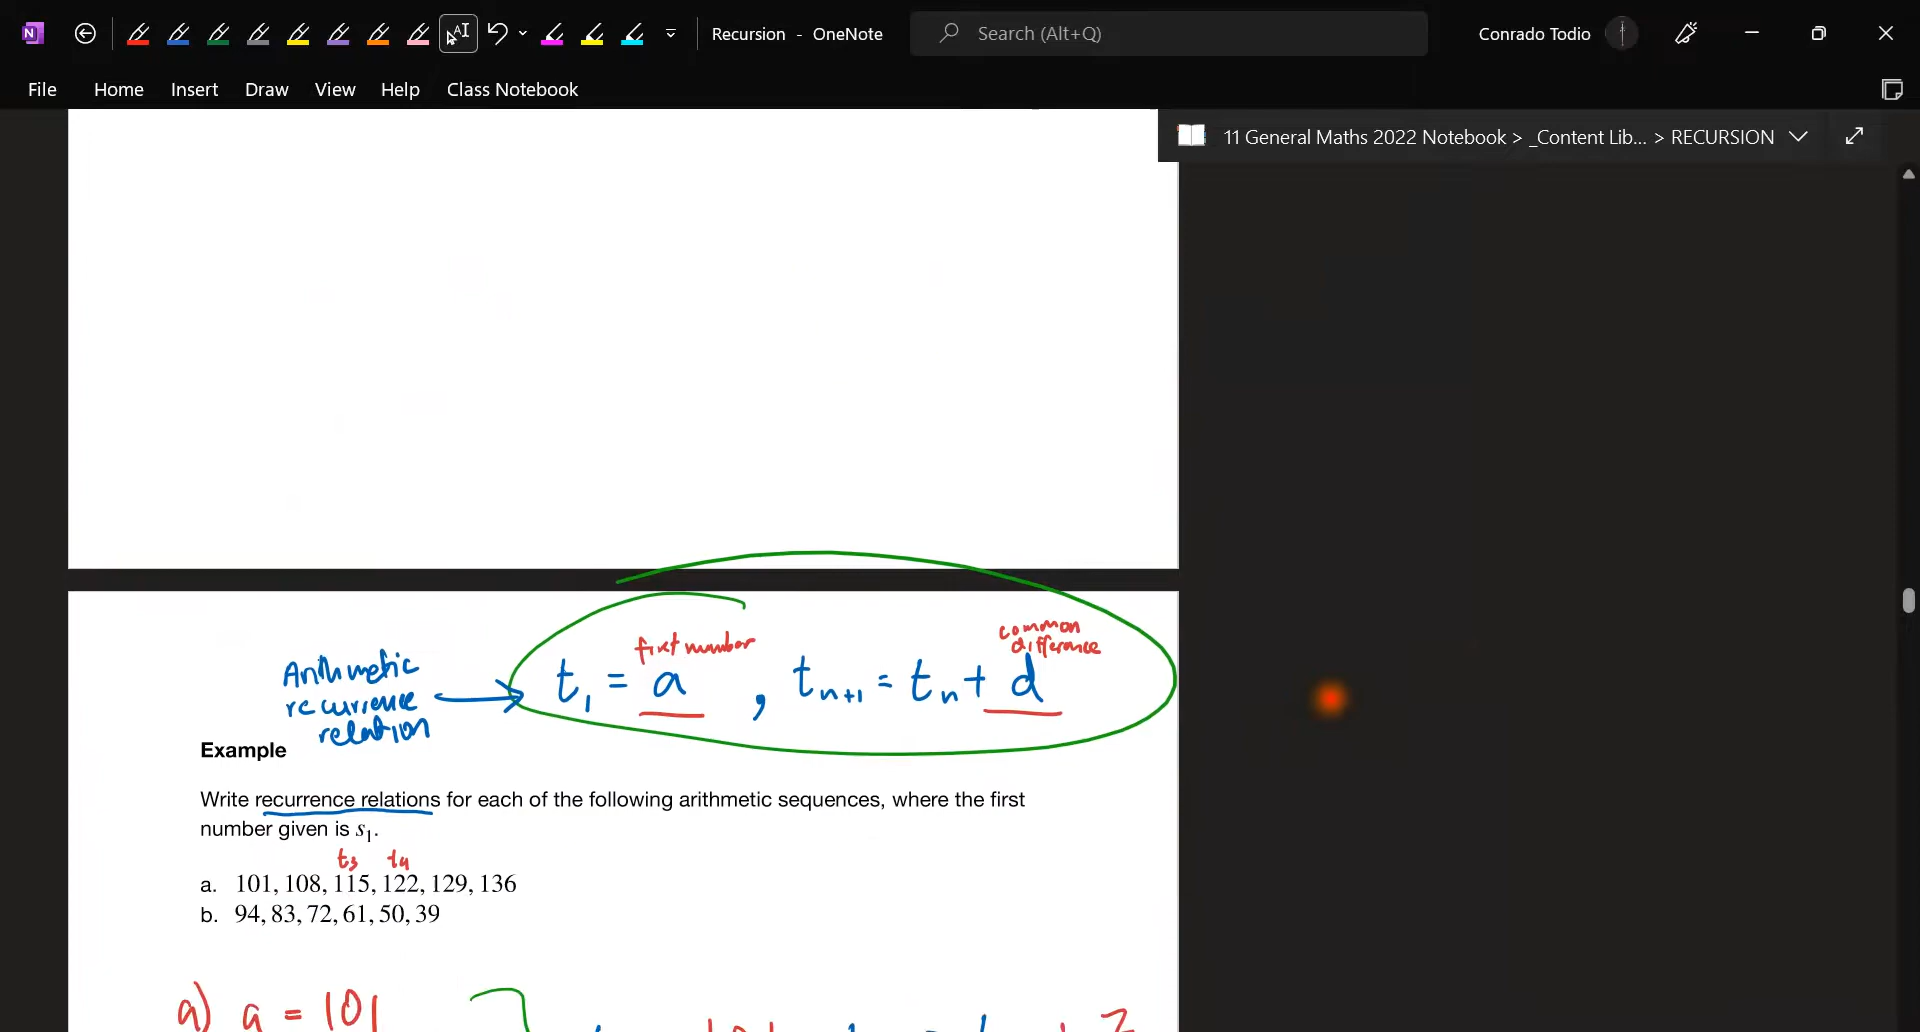 Recursion - OneNote
Search (Alt+Q)
Conrado Todio
File Home Insert Draw View Help Class Notebook
11 General Maths 2022 Notebook > _Content Lib... > RECURSION
Arithmetic
recurrence
relation
first number
common
difference
t₁ = a , tₙ₊₁ = tₙ + d
Example
Write recurrence relations for each of the following arithmetic sequences, where the first
number given is s₁.
t₃ t₄
a. 101, 108, 115, 122, 129, 136
b. 94, 83, 72, 61, 50, 39
a) a = 101